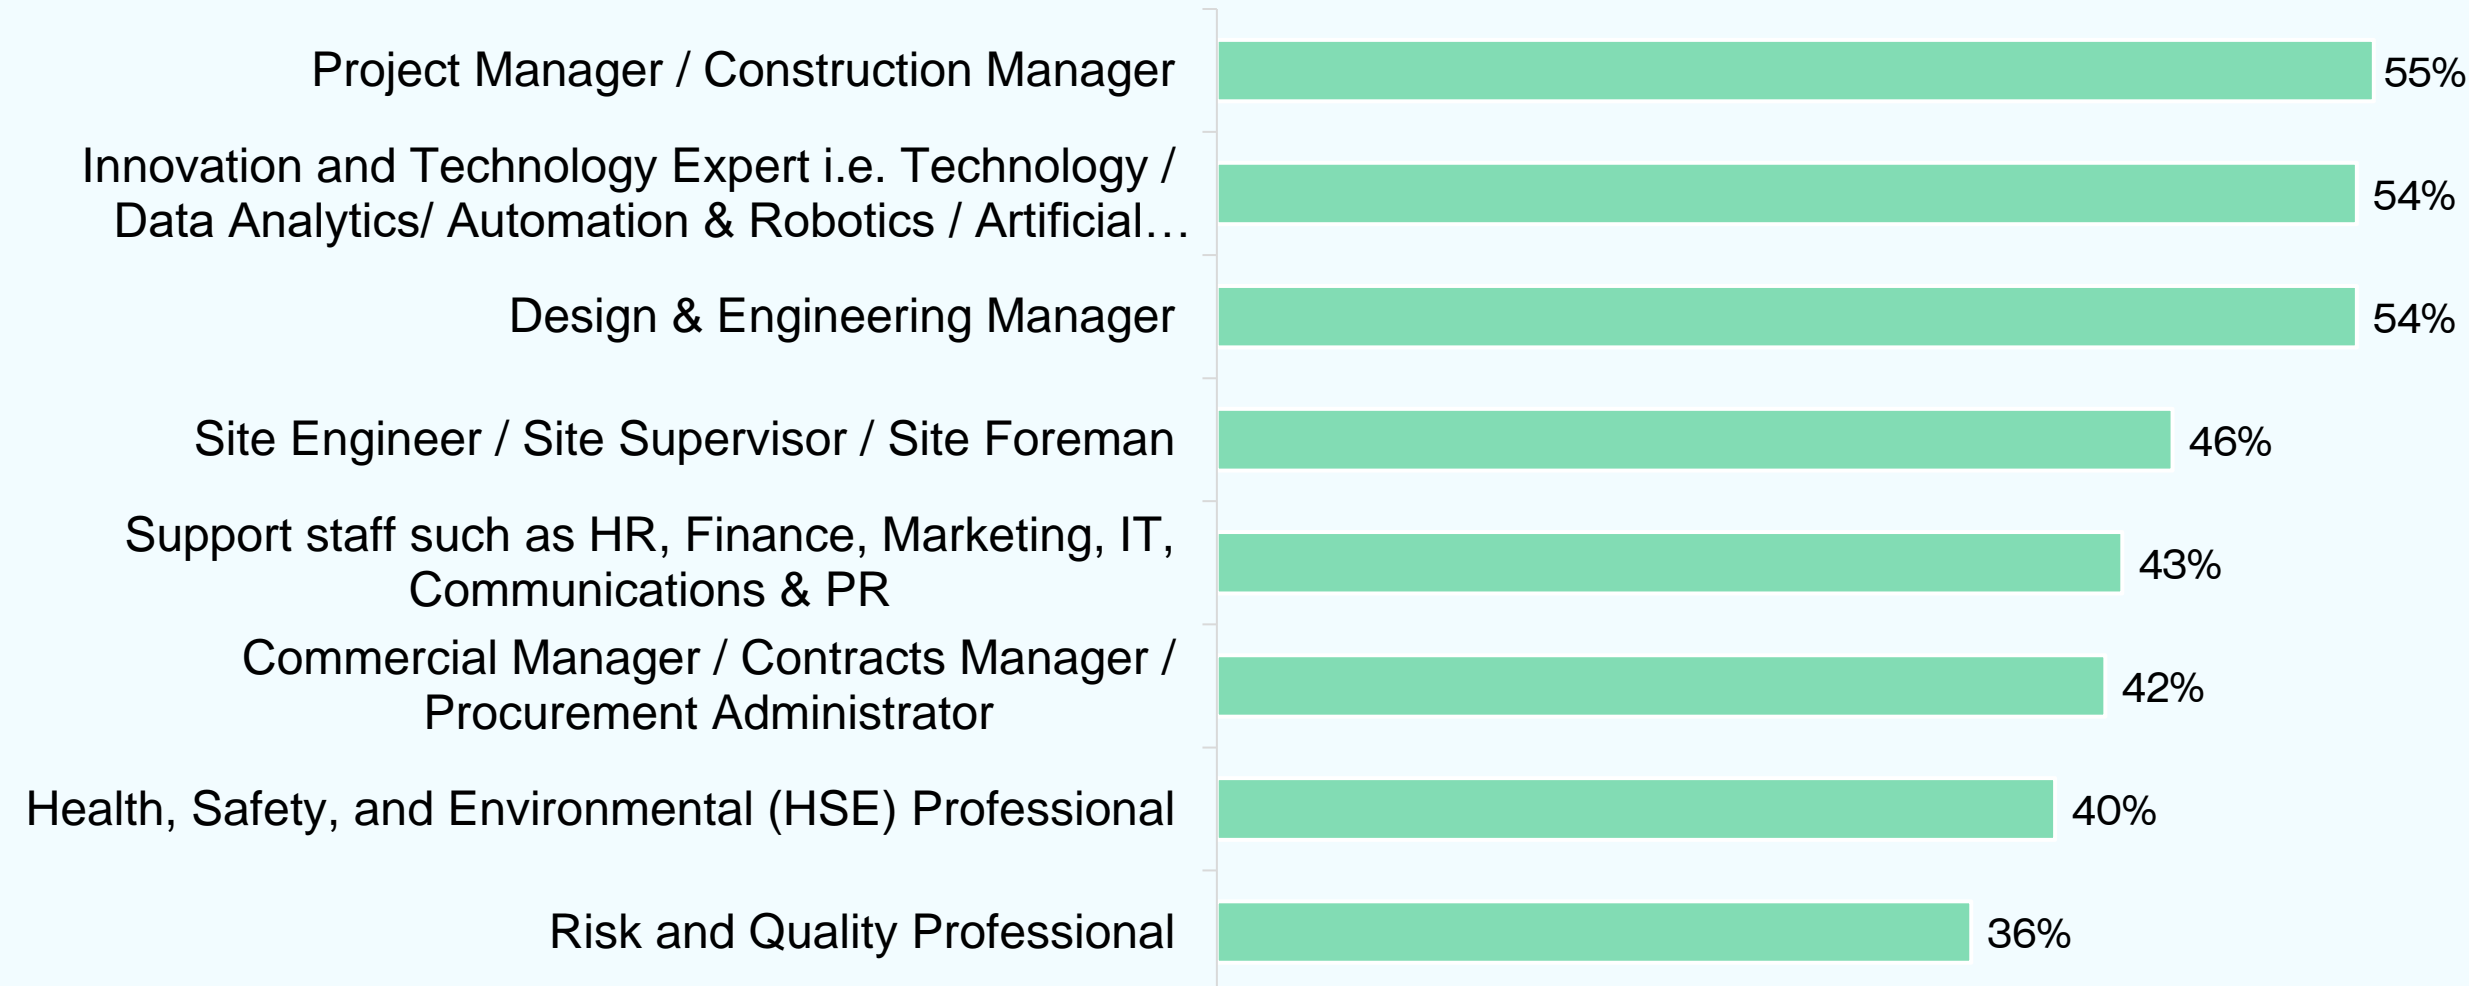 Project Manager / Construction Manager
55%
Innovation and Technology Expert i.e. Technology /
Data Analytics/ Automation & Robotics / Artificial…
54%
Design & Engineering Manager
54%
Site Engineer / Site Supervisor / Site Foreman
46%
Support staff such as HR, Finance, Marketing, IT,
Communications & PR
43%
Commercial Manager / Contracts Manager /
Procurement Administrator
42%
Health, Safety, and Environmental (HSE) Professional
40%
Risk and Quality Professional
36%